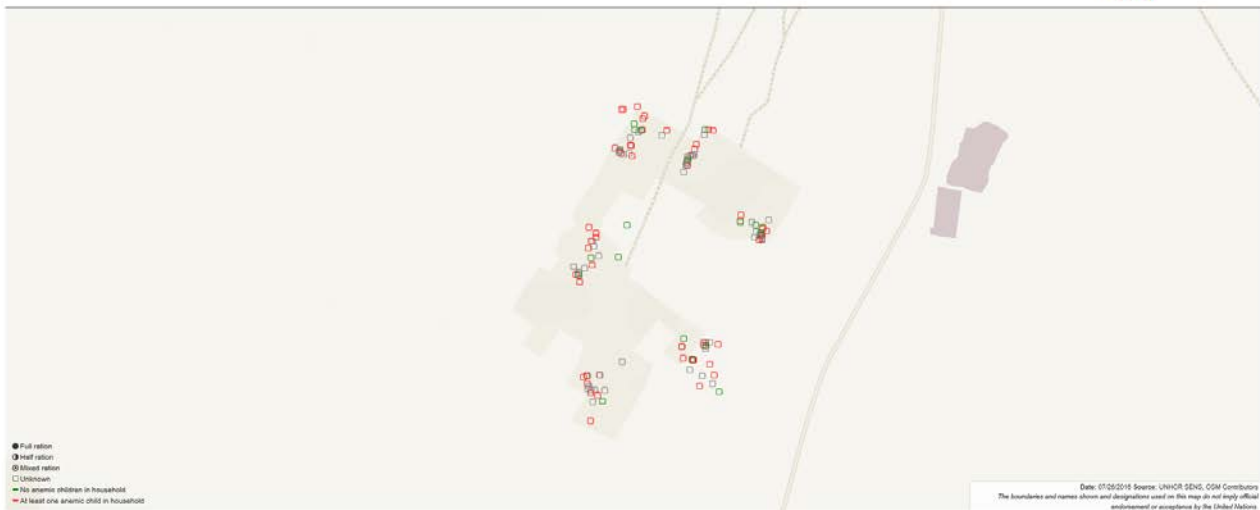 Full ration
Half ration
Mixed ration
Unknown
No anemic children in household
At least one anemic child in household
Date: 07/26/2016 Source: UNHCR SENS, OSM Contributors
The boundaries and names shown and designations used on this map do not imply official
endorsement or acceptance by the United Nations.